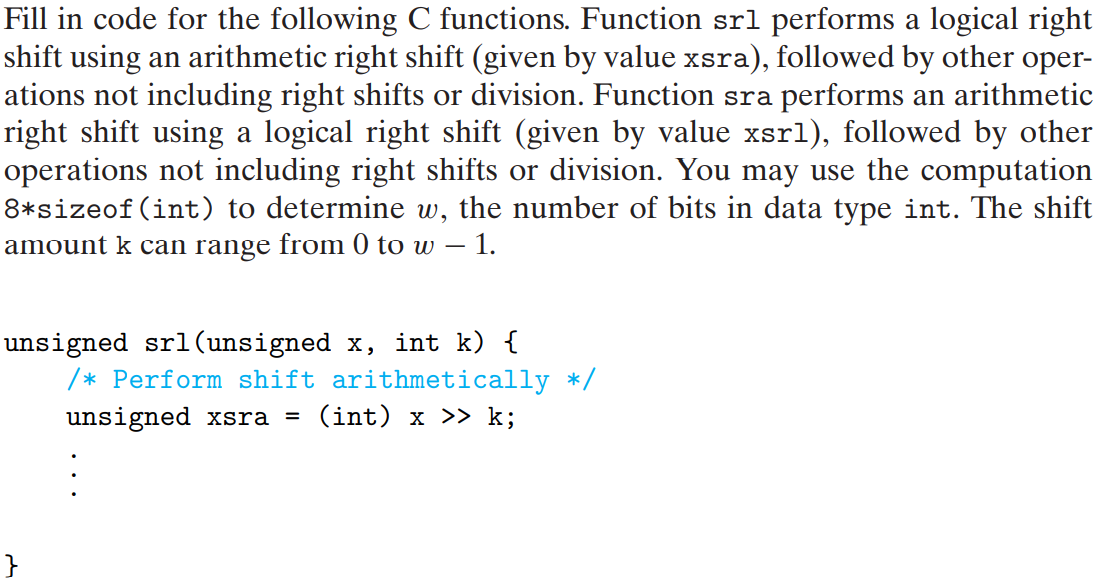 Fill in code for the following C functions. Function srl performs a logical right
shift using an arithmetic right shift (given by value xsra), followed by other oper-
ations not including right shifts or division. Function sra performs an arithmetic
right shift using a logical right shift (given by value xsrl), followed by other
operations not including right shifts or division. You may use the computation
8*sizeof(int) to determine w, the number of bits in data type int. The shift
amount k can range from 0 to w − 1.
unsigned srl(unsigned x, int k) {
/* Perform shift arithmetically */
unsigned xsra = (int) x >> k;
.
.
.
}